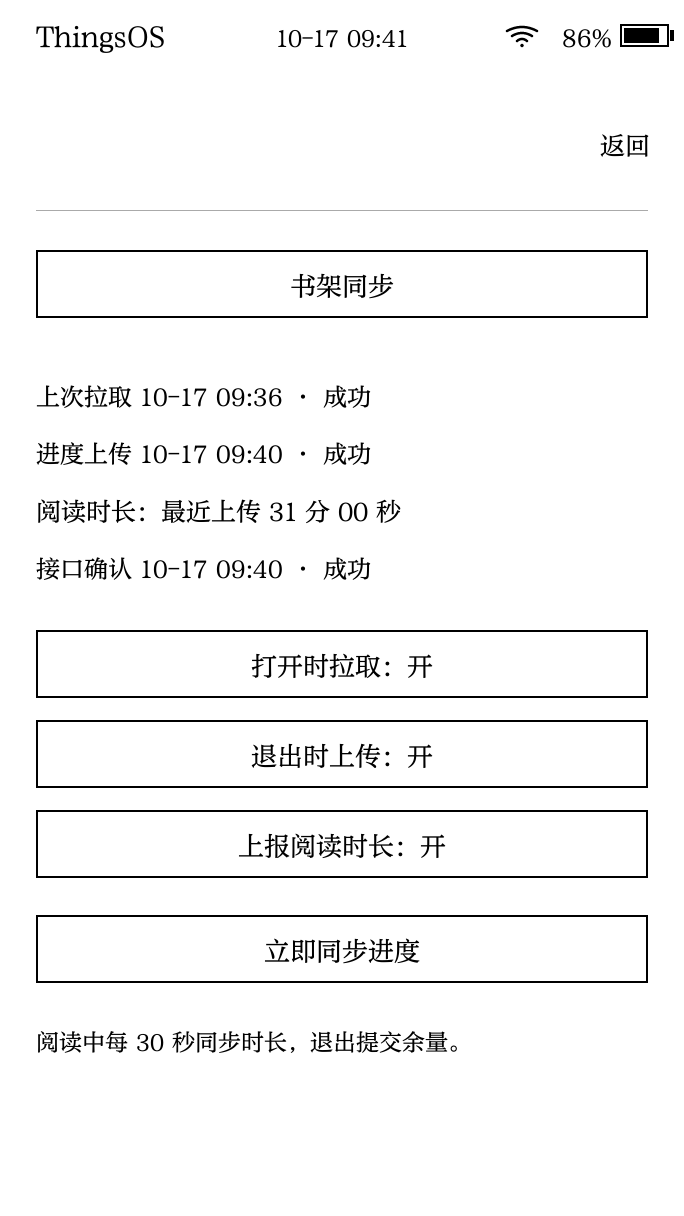 ThingsOS 10-17 09:41 86%
返回
书架同步
上次拉取 10-17 09:36 · 成功
进度上传 10-17 09:40 · 成功
阅读时长：最近上传 31 分 00 秒
接口确认 10-17 09:40 · 成功
打开时拉取：开
退出时上传：开
上报阅读时长：开
立即同步进度
阅读中每 30 秒同步时长，退出提交余量。